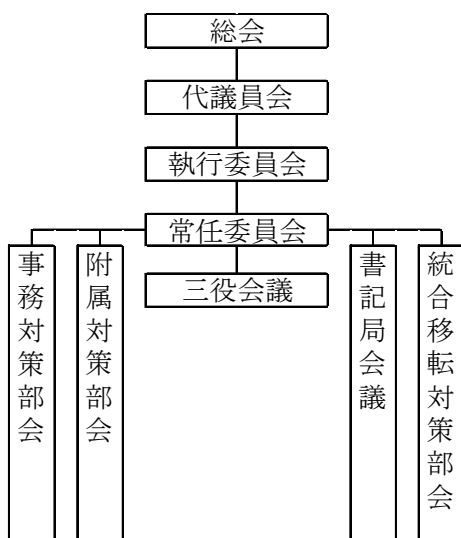 総会
代議員会
執行委員会
常任委員会
三役会議
事務対策部会
附属対策部会
書記局会議
統合移転対策部会